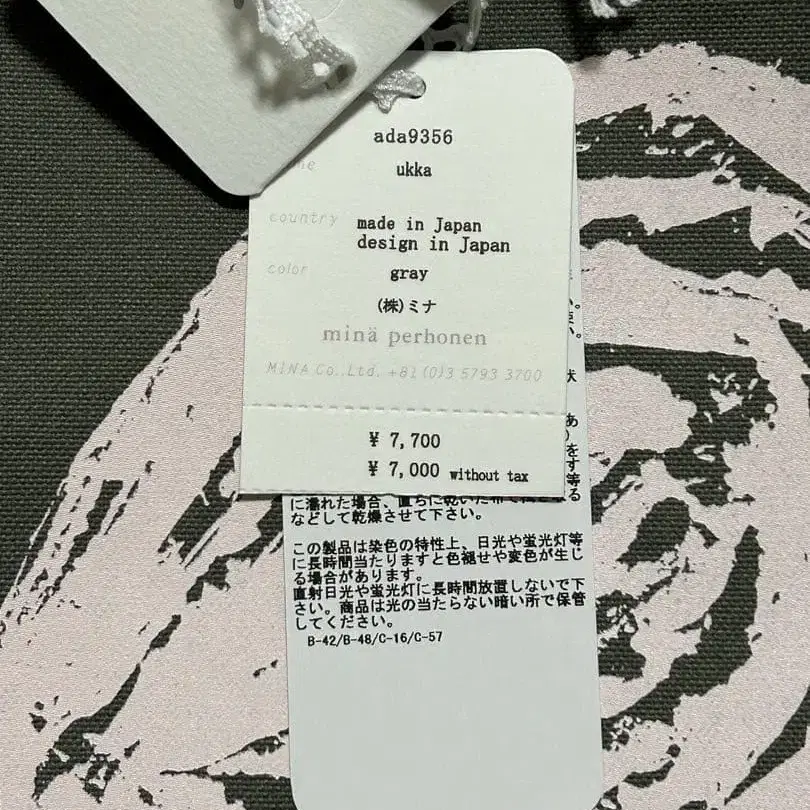 ada9356
ukka
country made in Japan
design in Japan
color gray
(株)ミナ
minä perhonen
MINA Co.,Ltd. +81 (0)3 5793 3700
¥ 7,700
¥ 7,000 without tax
に濡れた場合、直ちに乾いた布で
などして乾燥させて下さい。
この製品は染色の特性上、日光や蛍光灯等
に長時間当たりますと色褪せや変色が生じ
る場合があります。
直射日光や蛍光灯に長時間放置しないで下
さい。商品は光の当たらない暗い所で保管
してください。
B-42/B-48/C-16/C-57